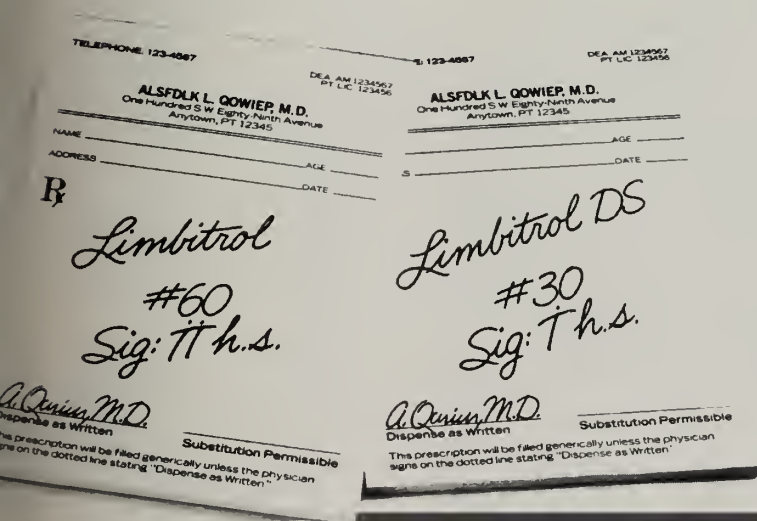 TELEPHONE: 123-4567
DEA. AM 1234567
PT LIC 123456
ALSFDLK L. QOWIEP, M.D.
One Hundred S W Eighty-Ninth Avenue
Anytown, PT 12345
NAME AGE
ADDRESS DATE
Rx
Limbitrol
#60
Sig: ii h.s.
A. Qurius, M.D.
Dispense as Written Substitution Permissible
his prescription will be filled generically unless the physician
gns on the dotted line stating "Dispense as Written"
E: 123-4567
DEA. AM 1234567
PT LIC 123456
ALSFDLK L. QOWIEP, M.D.
One Hundred S W Eighty-Ninth Avenue
Anytown, PT 12345
AGE
S DATE
Limbitrol DS
#30
Sig: i h.s.
A. Qurius, M.D.
Dispense as Written Substitution Permissible
This prescription will be filled generically unless the physician
signs on the dotted line stating "Dispense as Written"